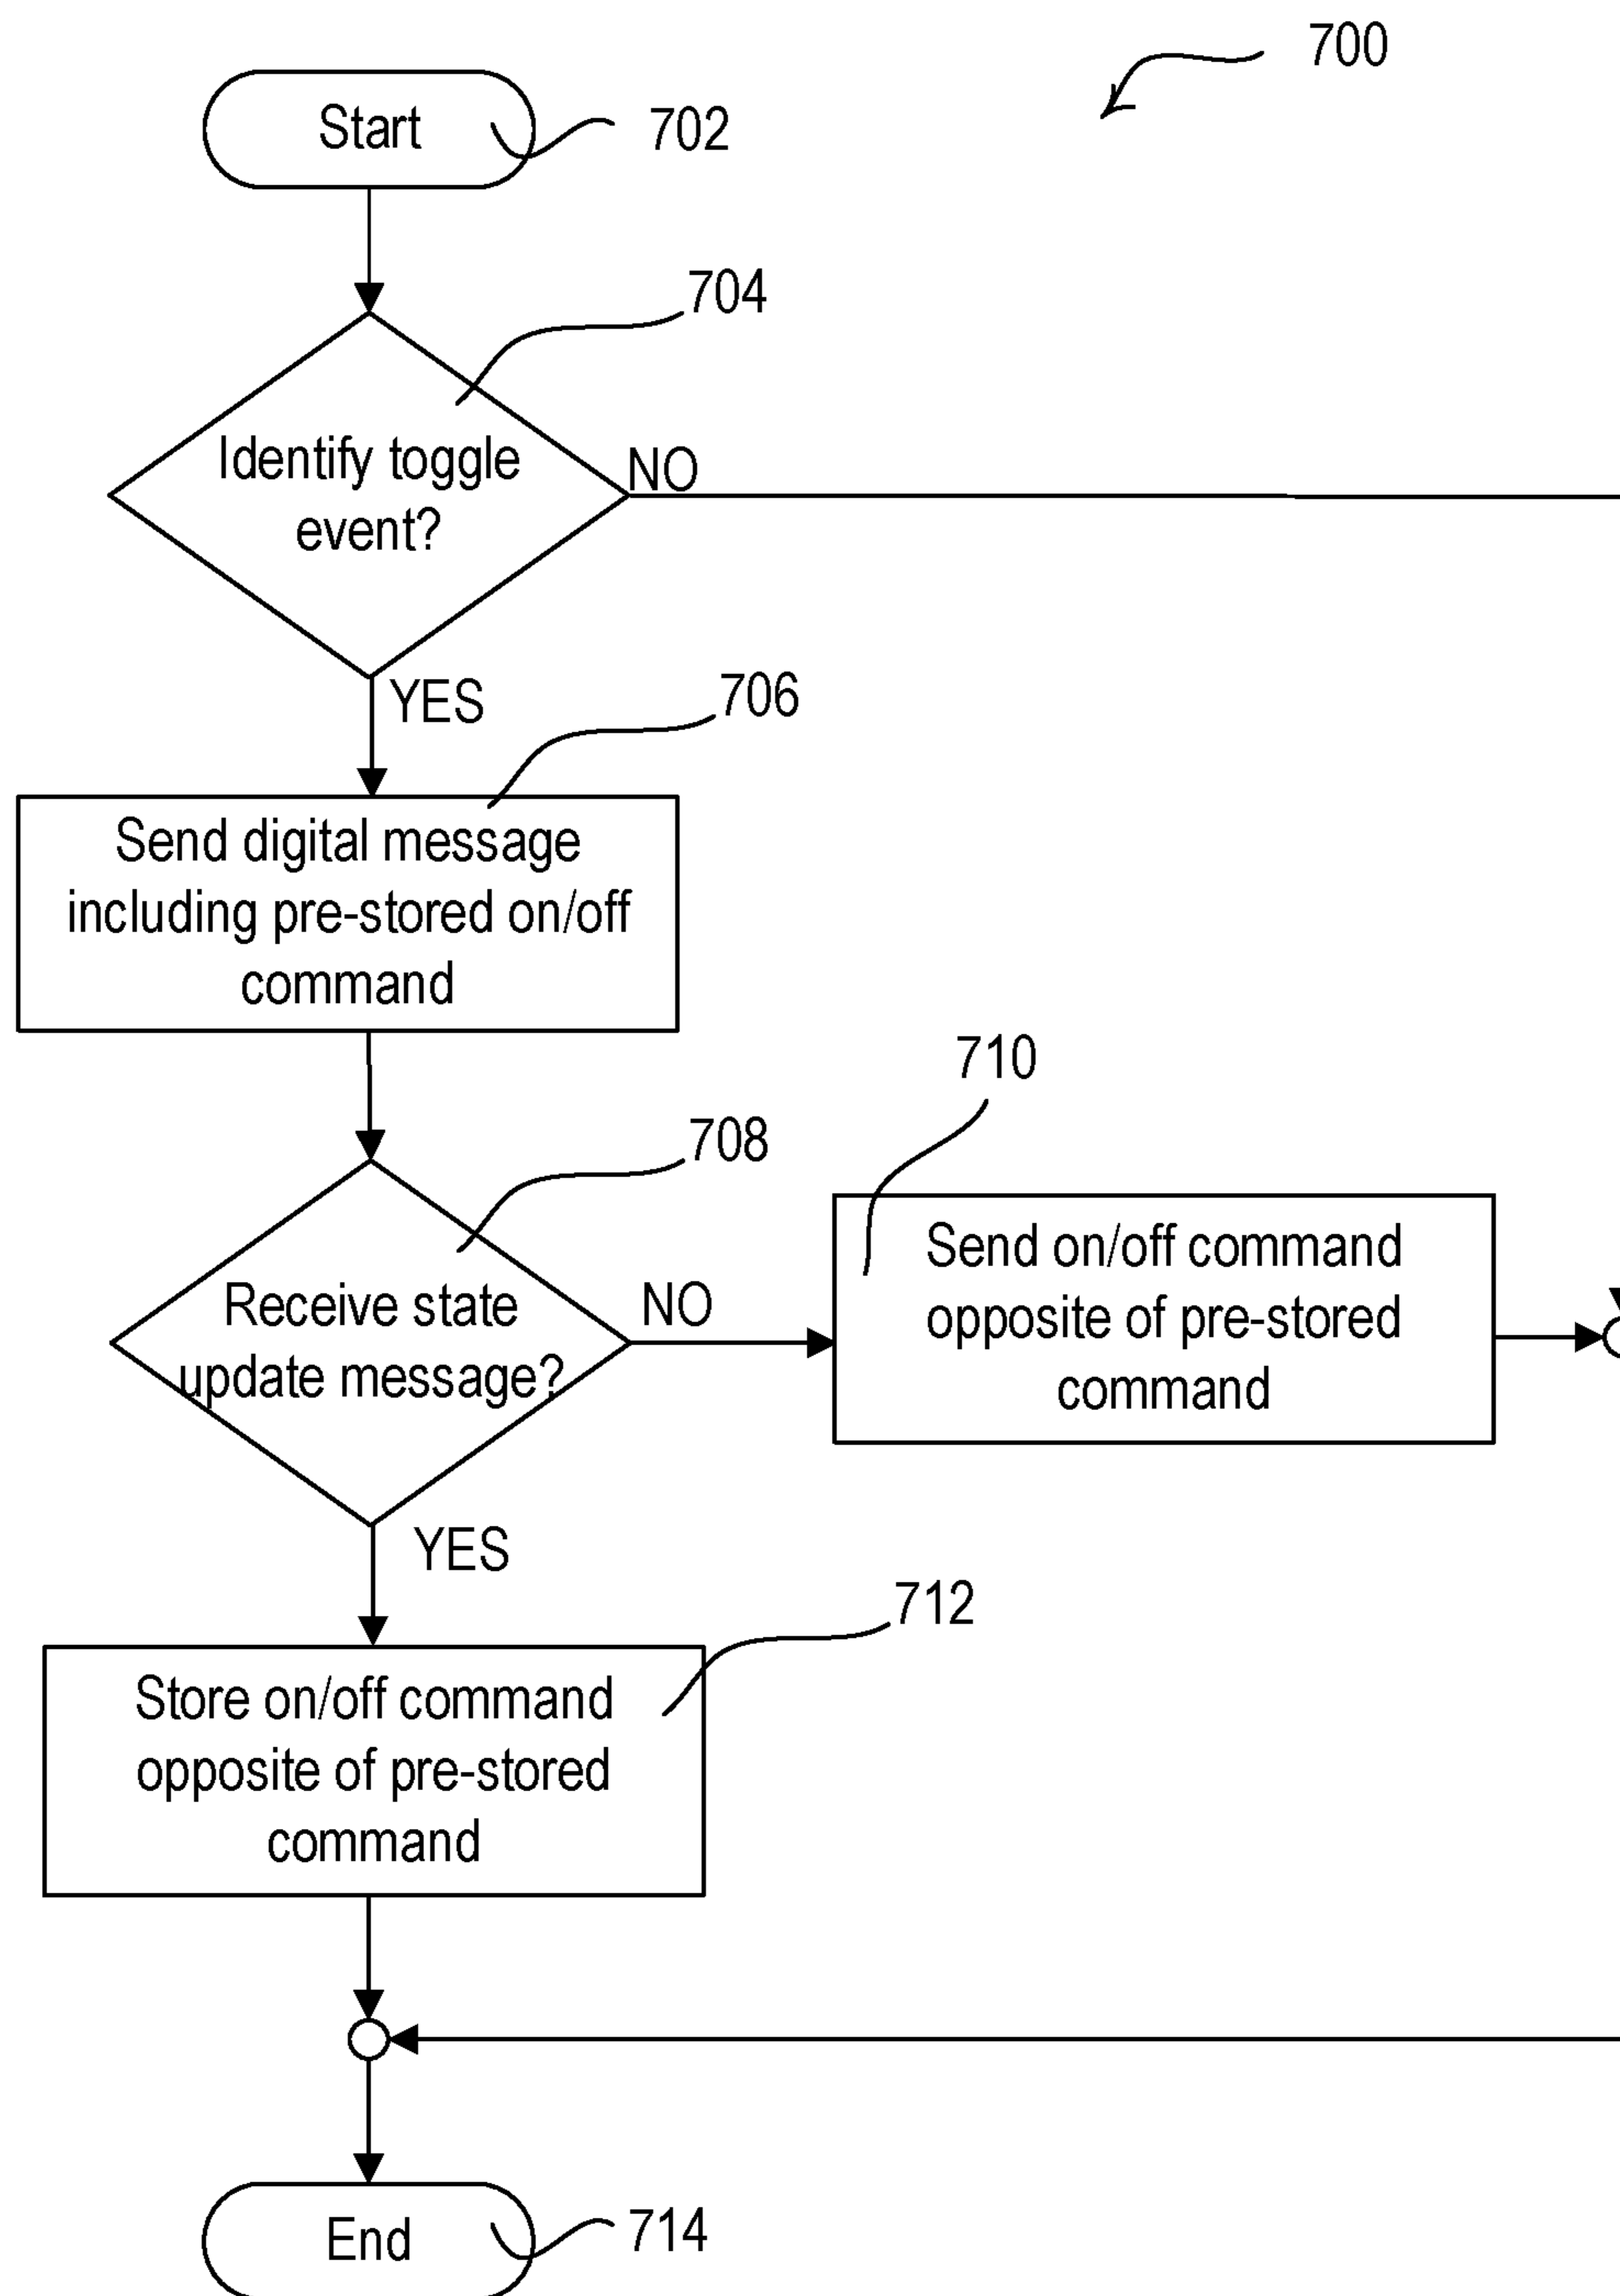 700
Start
702
704
Identify toggle
event?
NO
YES
706
Send digital message
including pre-stored on/off
command
708
Receive state
update message?
NO
710
Send on/off command
opposite of pre-stored
command
YES
712
Store on/off command
opposite of pre-stored
command
End
714